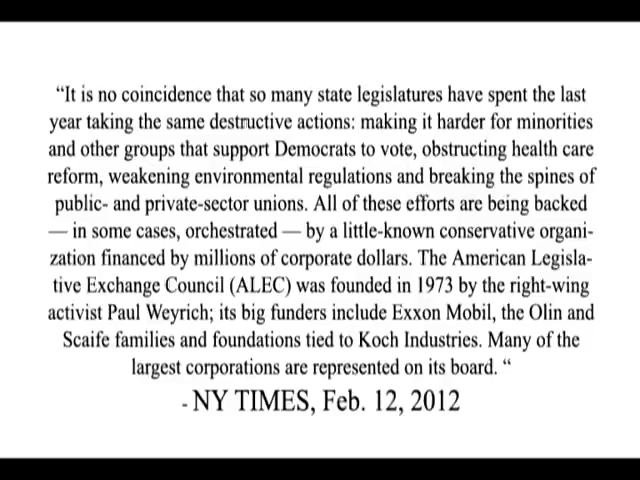 “It is no coincidence that so many state legislatures have spent the last
year taking the same destructive actions: making it harder for minorities
and other groups that support Democrats to vote, obstructing health care
reform, weakening environmental regulations and breaking the spines of
public- and private-sector unions. All of these efforts are being backed
— in some cases, orchestrated — by a little-known conservative organi-
zation financed by millions of corporate dollars. The American Legisla-
tive Exchange Council (ALEC) was founded in 1973 by the right-wing
activist Paul Weyrich; its big funders include Exxon Mobil, the Olin and
Scaife families and foundations tied to Koch Industries. Many of the
largest corporations are represented on its board. “
- NY TIMES, Feb. 12, 2012